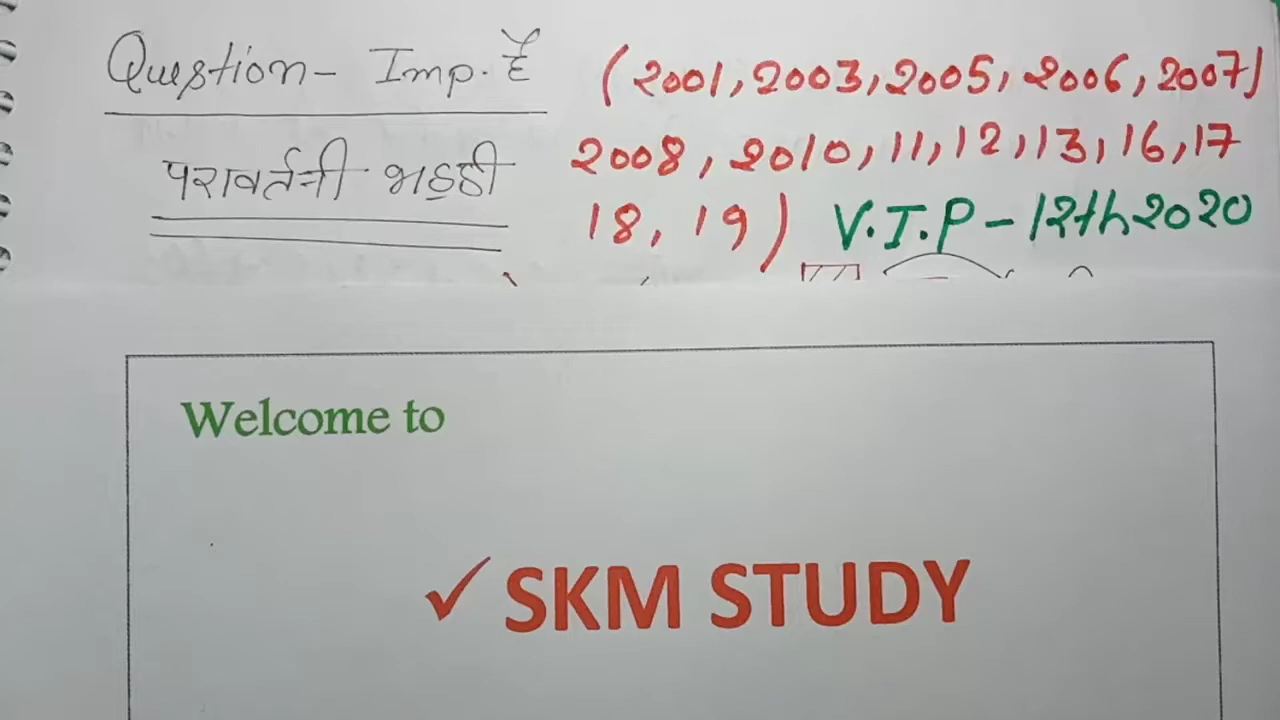 Question - Imp. है
(2001, 2003, 2005, 2006, 2007)
परावर्तनी भट्टी
2008, 2010, 11, 12, 13, 16, 17
18, 19) V.I.P - 12th 2020
Welcome to
✓ SKM STUDY